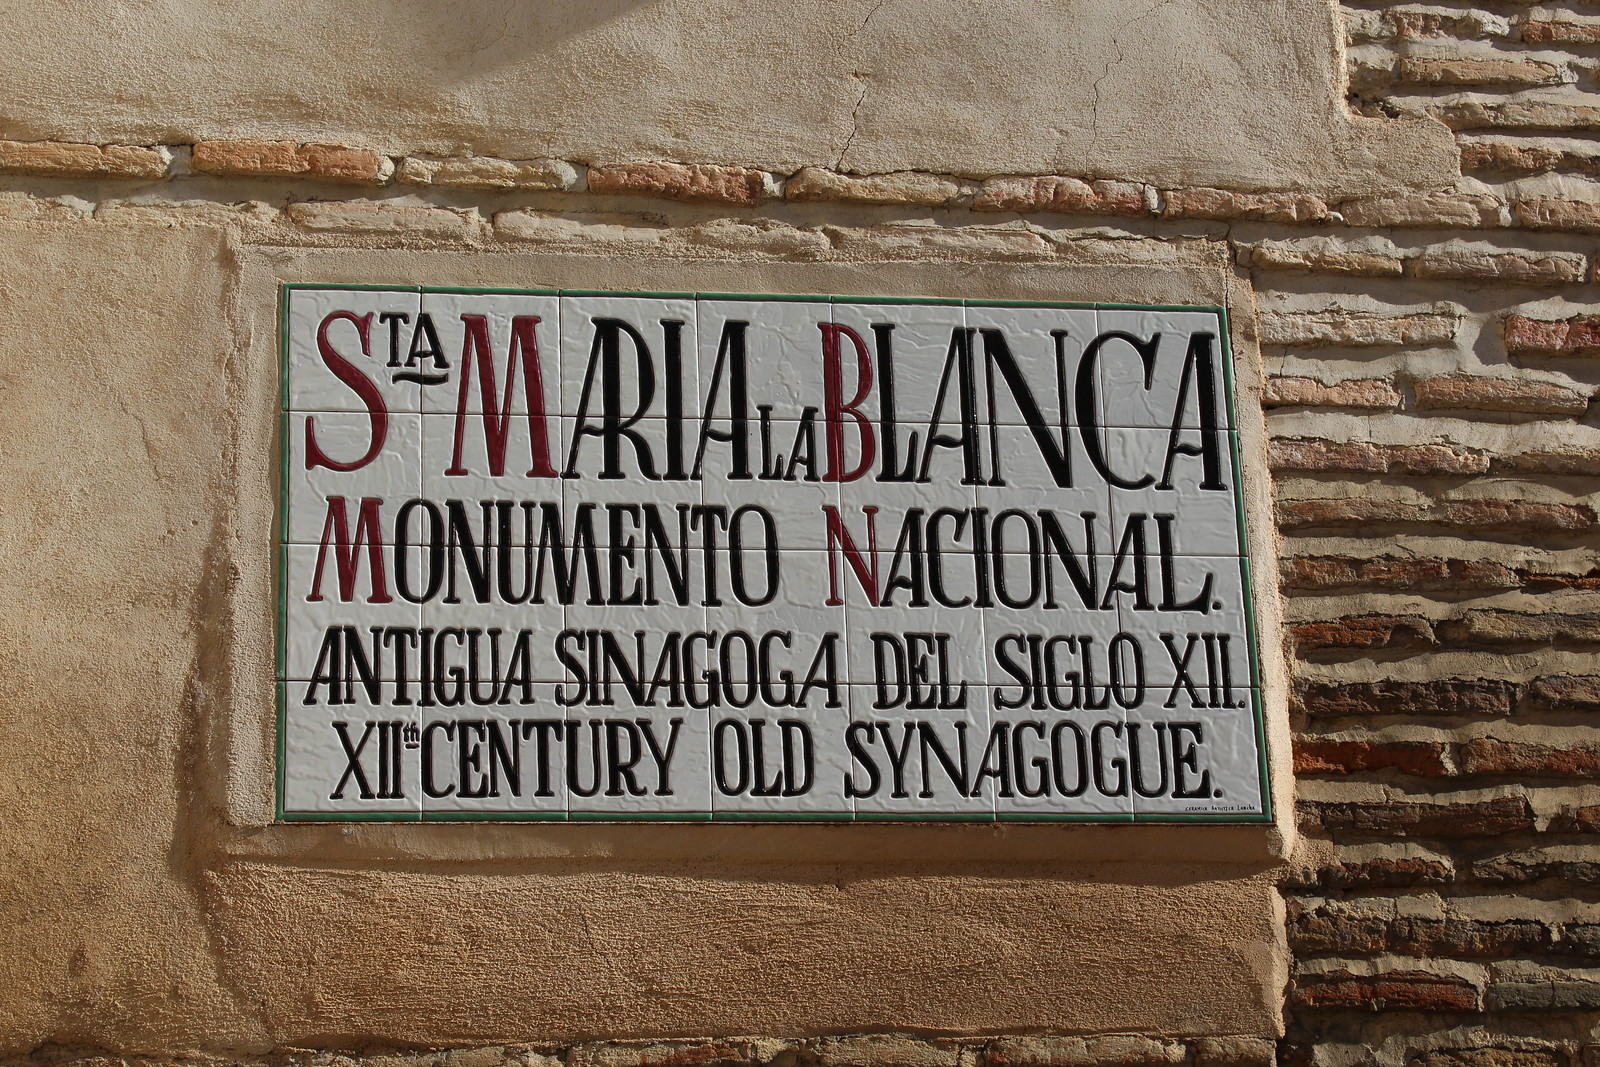 STA MARIA LA BLANCA
MONUMENTO NACIONAL.
ANTIGUA SINAGOGA DEL SIGLO XII.
XIIth CENTURY OLD SYNAGOGUE.